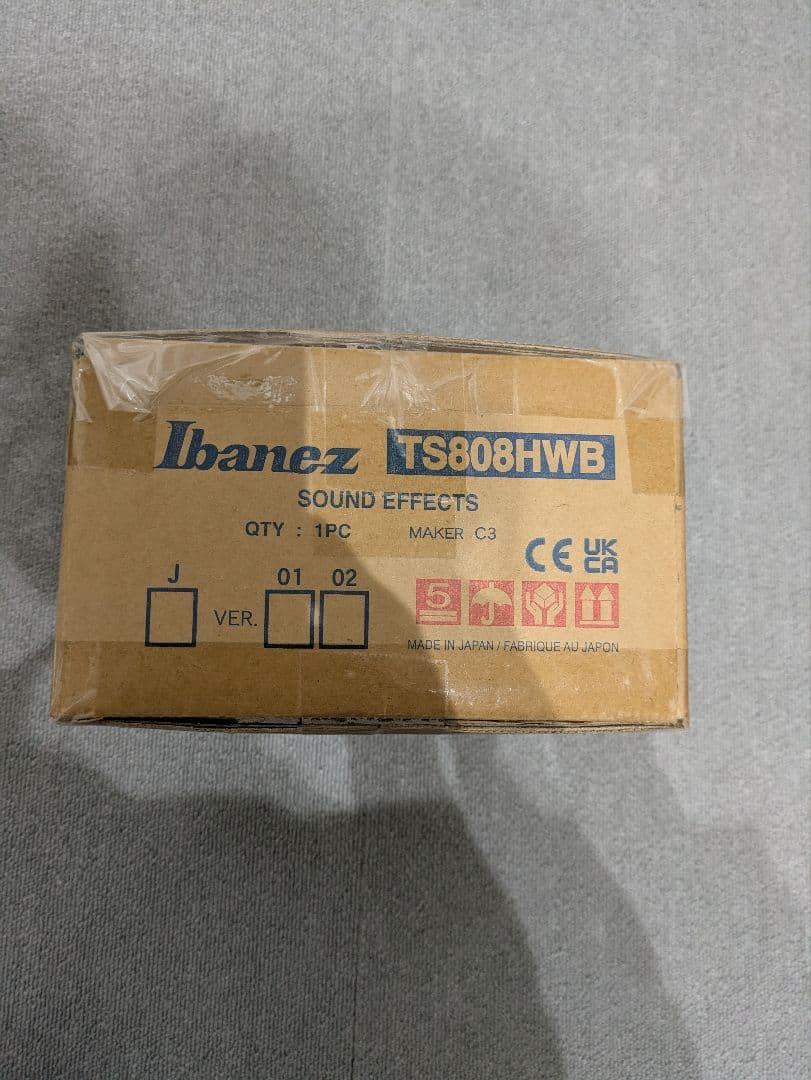 Ibanez TS808HWB
SOUND EFFECTS
QTY : 1PC MAKER C3
CE UK CA
J VER. 01 02
5
MADE IN JAPAN / FABRIQUE AU JAPON